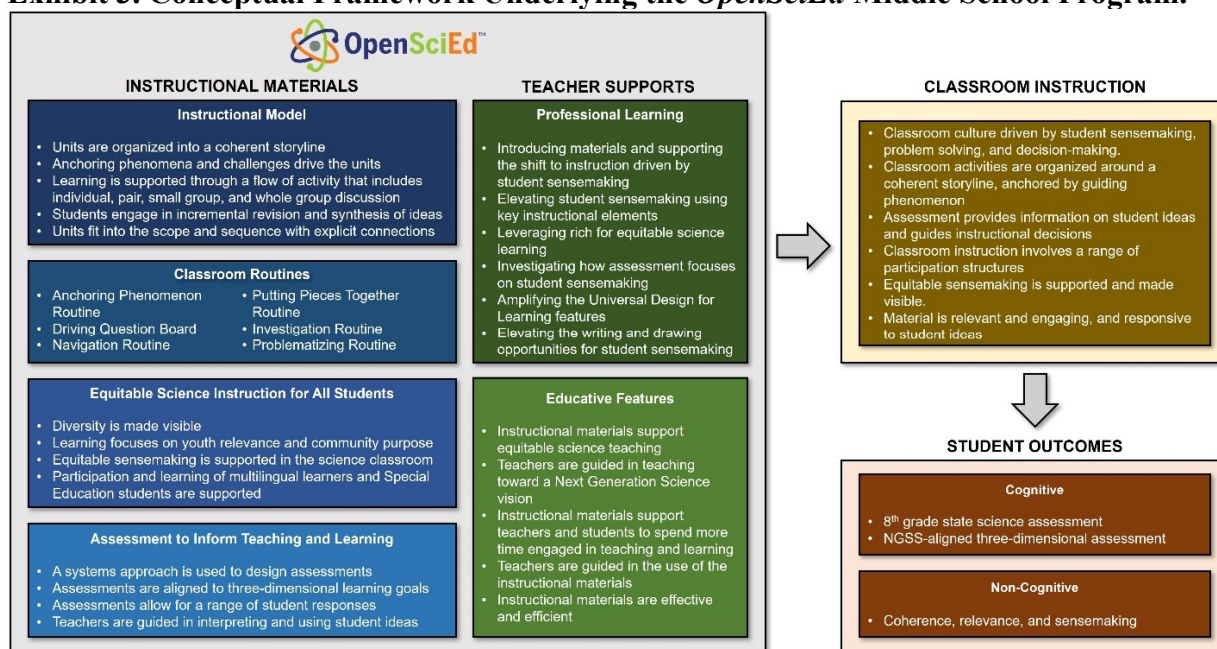 Exhibit 3. Conceptual Framework Underlying the OpenSciEd Middle School Program.
OpenSciEd™
INSTRUCTIONAL MATERIALS
Instructional Model
• Units are organized into a coherent storyline
• Anchoring phenomena and challenges drive the units
• Learning is supported through a flow of activity that includes
individual, pair, small group, and whole group discussion
• Students engage in incremental revision and synthesis of ideas
• Units fit into the scope and sequence with explicit connections
Classroom Routines
• Anchoring Phenomenon
Routine
• Driving Question Board
• Navigation Routine
• Putting Pieces Together
Routine
• Investigation Routine
• Problematizing Routine
Equitable Science Instruction for All Students
• Diversity is made visible
• Learning focuses on youth relevance and community purpose
• Equitable sensemaking is supported in the science classroom
• Participation and learning of multilingual learners and Special
Education students are supported
Assessment to Inform Teaching and Learning
• A systems approach is used to design assessments
• Assessments are aligned to three-dimensional learning goals
• Assessments allow for a range of student responses
• Teachers are guided in interpreting and using student ideas
TEACHER SUPPORTS
Professional Learning
• Introducing materials and supporting
the shift to instruction driven by
student sensemaking
• Elevating student sensemaking using
key instructional elements
• Leveraging rich for equitable science
learning
• Investigating how assessment focuses
on student sensemaking
• Amplifying the Universal Design for
Learning features
• Elevating the writing and drawing
opportunities for student sensemaking
Educative Features
• Instructional materials support
equitable science teaching
• Teachers are guided in teaching
toward a Next Generation Science
vision
• Instructional materials support
teachers and students to spend more
time engaged in teaching and learning
• Teachers are guided in the use of the
instructional materials
• Instructional materials are effective
and efficient
CLASSROOM INSTRUCTION
• Classroom culture driven by student sensemaking,
problem solving, and decision-making.
• Classroom activities are organized around a
coherent storyline, anchored by guiding
phenomenon
• Assessment provides information on student ideas
and guides instructional decisions
• Classroom instruction involves a range of
participation structures
• Equitable sensemaking is supported and made
visible.
• Material is relevant and engaging, and responsive
to student ideas
STUDENT OUTCOMES
Cognitive
• 8th grade state science assessment
• NGSS-aligned three-dimensional assessment
Non-Cognitive
• Coherence, relevance, and sensemaking